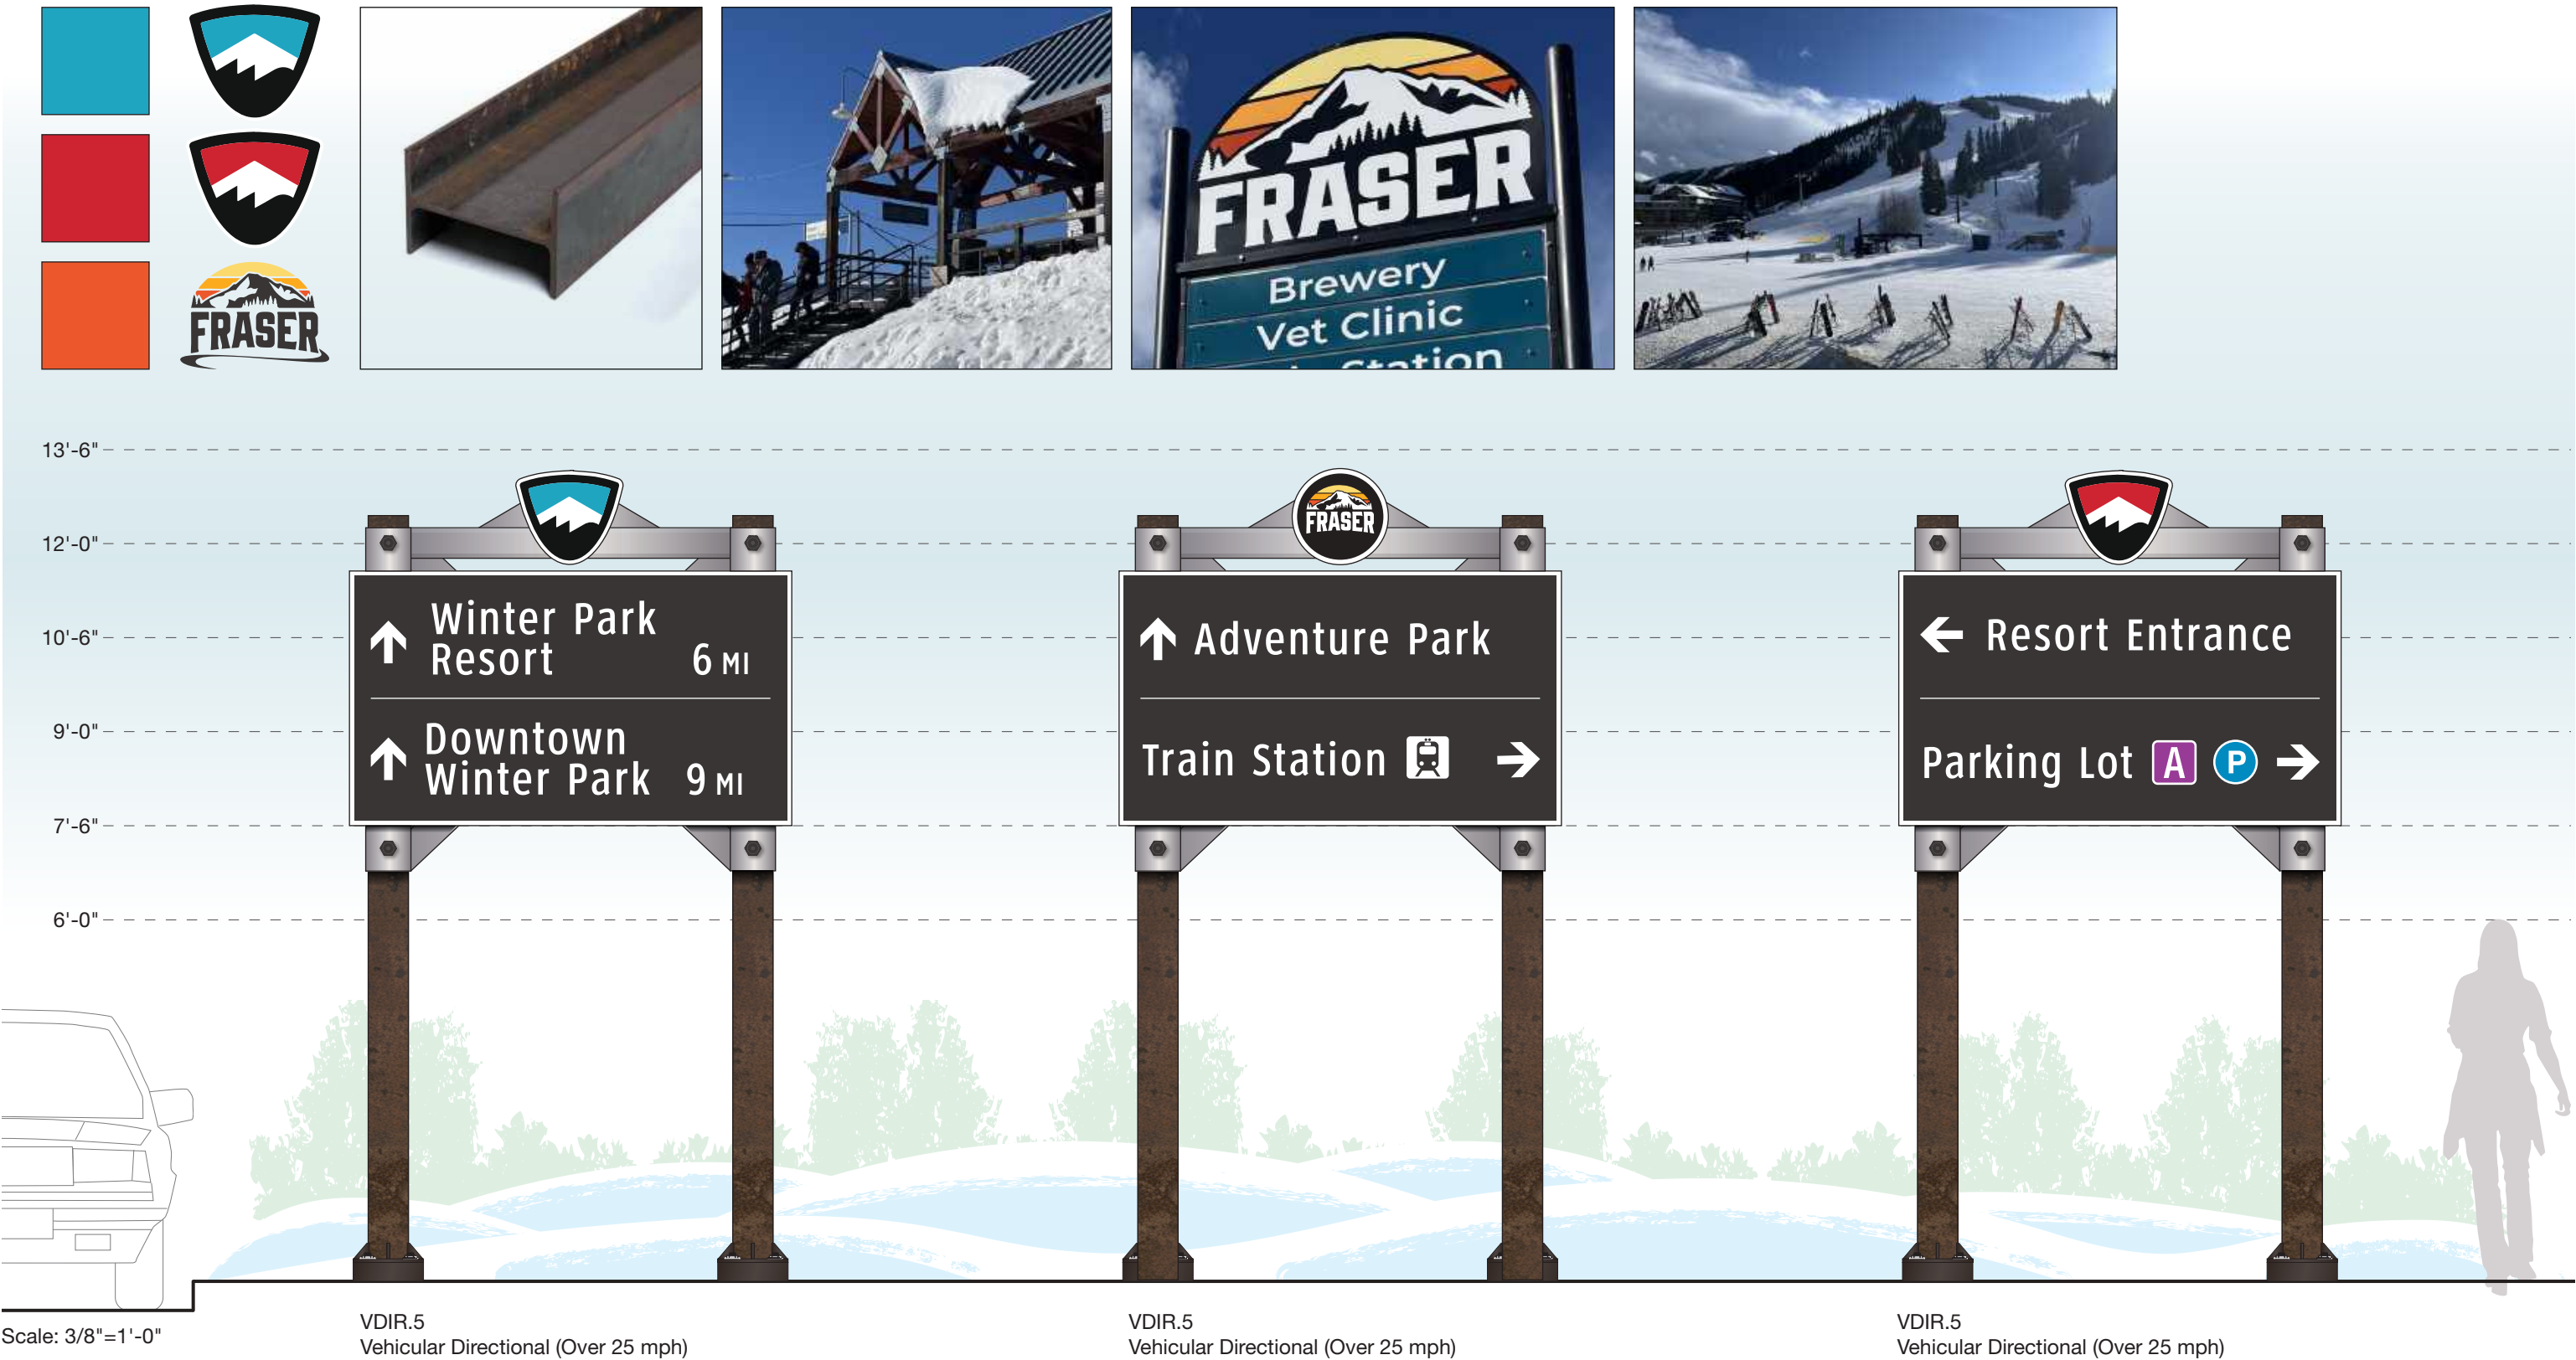 FRASER
FRASER
Brewery
Vet Clinic
Station
13'-6"
12'-0"
10'-6"
9'-0"
7'-6"
6'-0"
Winter Park
Resort 6 MI
Downtown
Winter Park 9 MI
FRASER
Adventure Park
Train Station
Resort Entrance
Parking Lot A P
Scale: 3/8"=1'-0"
VDIR.5
Vehicular Directional (Over 25 mph)
VDIR.5
Vehicular Directional (Over 25 mph)
VDIR.5
Vehicular Directional (Over 25 mph)